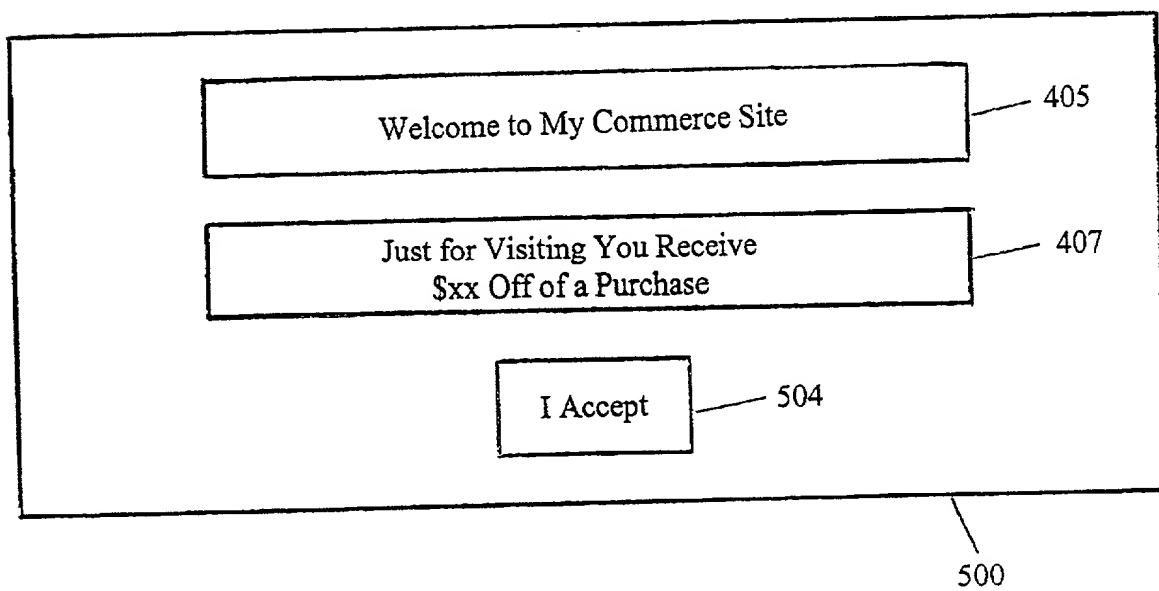 Welcome to My Commerce Site
405
Just for Visiting You Receive
$xx Off of a Purchase
407
I Accept
504
500